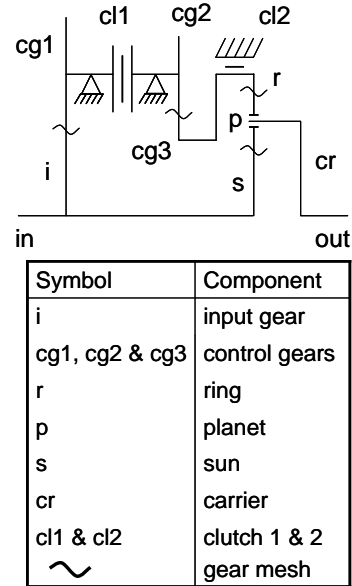 cl1 cg2 cl2
cg1
r
cg3 p
i s cr
in out
Symbol Component
i input gear
cg1, cg2 & cg3 control gears
r ring
p planet
s sun
cr carrier
cl1 & cl2 clutch 1 & 2
gear mesh